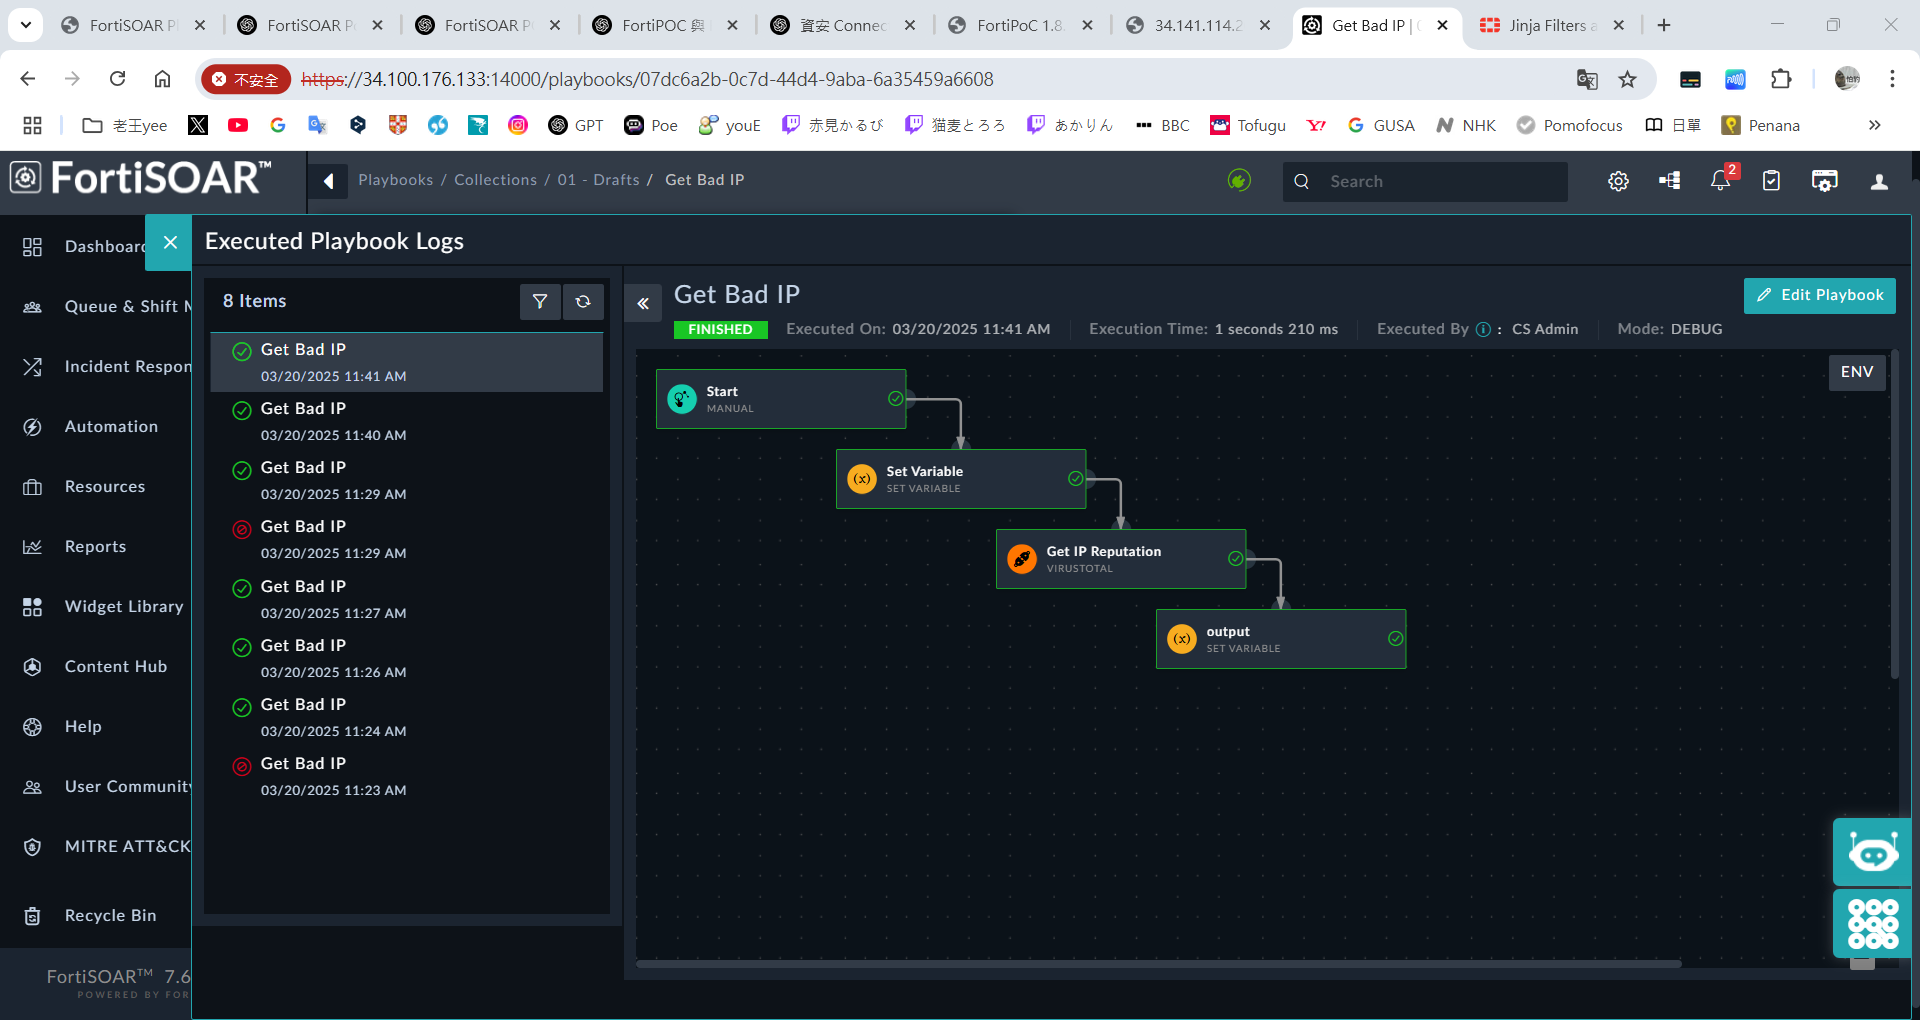 FortiSOAR P
FortiSOAR P
FortiSOAR P
FortiPOC 與
資安 Connec
FortiPoC 1.8.
34.141.114.2
Get Bad IP | C
Jinja Filters a
不安全
https://34.100.176.133:14000/playbooks/07dc6a2b-0c7d-44d4-9aba-6a35459a6608
老王yee
GPT
Poe
youE
赤見かるび
猫麦とろろ
あかりん
BBC
Tofugu
GUSA
NHK
Pomofocus
日單
Penana
FortiSOAR™
Playbooks / Collections / 01 - Drafts / Get Bad IP
Search
2
Dashboard
Queue & Shift M
Incident Respon
Automation
Resources
Reports
Widget Library
Content Hub
Help
User Community
MITRE ATT&CK
Recycle Bin
FortiSOAR™ 7.6
POWERED BY FOR
Executed Playbook Logs
8 Items
Get Bad IP
03/20/2025 11:41 AM
Get Bad IP
03/20/2025 11:40 AM
Get Bad IP
03/20/2025 11:29 AM
Get Bad IP
03/20/2025 11:29 AM
Get Bad IP
03/20/2025 11:27 AM
Get Bad IP
03/20/2025 11:26 AM
Get Bad IP
03/20/2025 11:24 AM
Get Bad IP
03/20/2025 11:23 AM
Get Bad IP
Edit Playbook
FINISHED
Executed On: 03/20/2025 11:41 AM
Execution Time: 1 seconds 210 ms
Executed By : CS Admin
Mode: DEBUG
ENV
Start
MANUAL
Set Variable
SET VARIABLE
Get IP Reputation
VIRUSTOTAL
output
SET VARIABLE